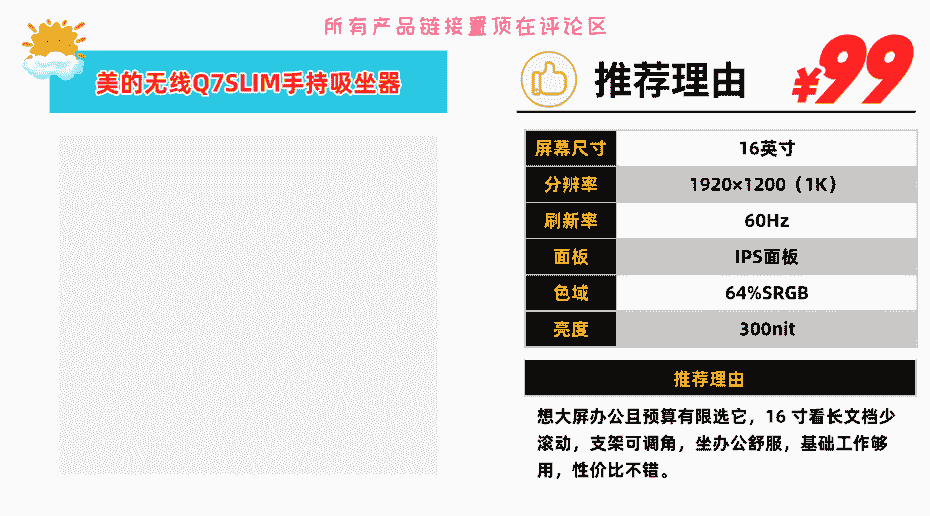 所有产品链接置顶在评论区
美的无线Q7SLIM手持吸坐器
推荐理由
¥99
屏幕尺寸 16英寸
分辨率 1920×1200（1K）
刷新率 60Hz
面板 IPS面板
色域 64%SRGB
亮度 300nit
推荐理由
想大屏办公且预算有限选它，16 寸看长文档少
滚动，支架可调角，坐办公舒服，基础工作够
用，性价比不错。